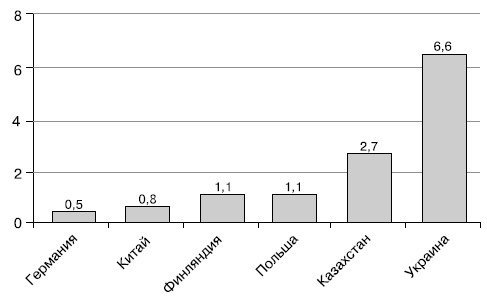 8
6
4
2
0
0,5
0,8
1,1
1,1
2,7
6,6
Германия
Китай
Финляндия
Польша
Казахстан
Украина